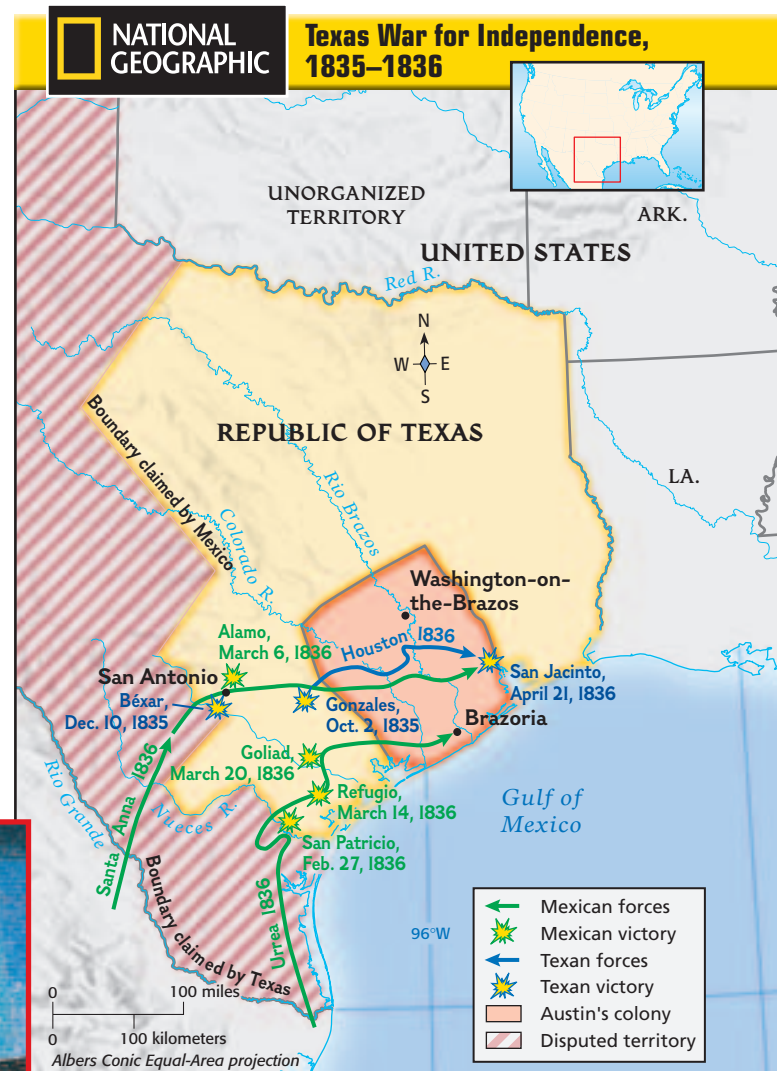 NATIONAL
GEOGRAPHIC
Texas War for Independence,
1835–1836
UNORGANIZED
TERRITORY
ARK.
UNITED STATES
Red R.
N
W
E
S
REPUBLIC OF TEXAS
Boundary claimed by Mexico
Rio Brazos
Colorado R.
LA.
Washington-on-
the-Brazos
Alamo,
March 6, 1836
Houston 1836
San Antonio
San Jacinto,
April 21, 1836
Béxar,
Dec. 10, 1835
Gonzales,
Oct. 2, 1835
Brazoria
Goliad,
March 20, 1836
Santa Anna 1836
Rio Grande
Nueces R.
Refugio,
March 14, 1836
Gulf of
Mexico
San Patricio,
Feb. 27, 1836
Urrea 1836
Boundary claimed by Texas
96°W
Mexican forces
Mexican victory
Texan forces
Texan victory
Austin's colony
Disputed territory
0
100 miles
0
100 kilometers
Albers Conic Equal-Area projection